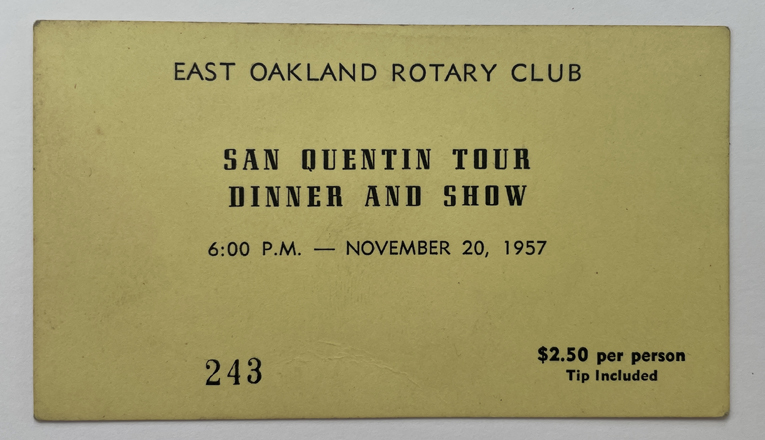 EAST OAKLAND ROTARY CLUB
SAN QUENTIN TOUR
DINNER AND SHOW
6:00 P.M. — NOVEMBER 20, 1957
243
$2.50 per person
Tip Included